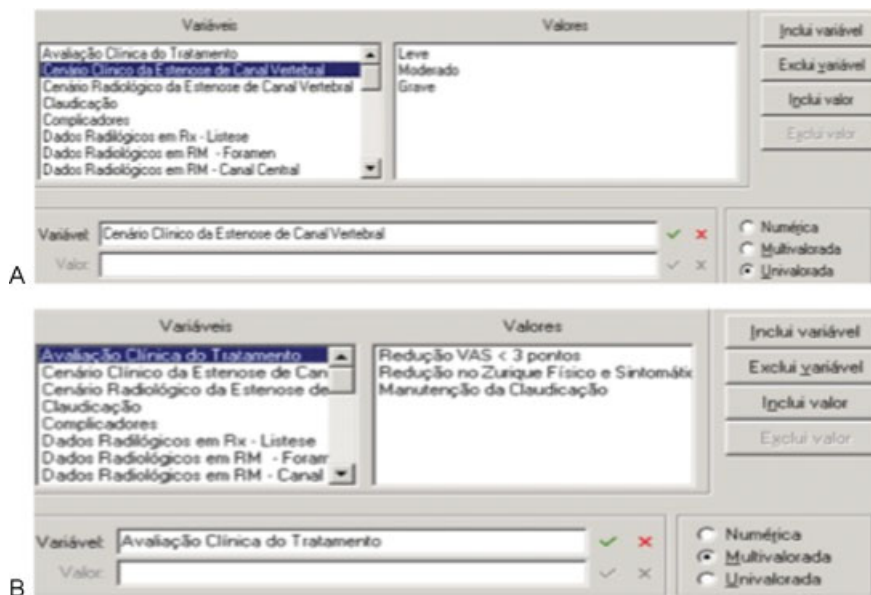 Variáveis
Avaliação Clínica do Tratamento
Cenário Clínico da Estenose de Canal Vertebral
Cenário Radiológico da Estenose de Canal Vertebral
Claudicação
Complicadores
Dados Radilógicos em Rx - Listese
Dados Radiológicos em RM - Foramen
Dados Radiológicos em RM - Canal Central
Valores
Leve
Moderado
Grave
Inclui variável
Exclui variável
Inclui valor
Exclui valor
Variável: Cenário Clínico da Estenose de Canal Vertebral
Valor:
Numérica
Multivalorada
Univalorada
A
Variáveis
Avaliação Clínica do Tratamento
Cenário Clínico da Estenose de Can
Cenário Radiológico da Estenose de
Claudicação
Complicadores
Dados Radilógicos em Rx - Listese
Dados Radiológicos em RM - Foram
Dados Radiológicos em RM - Canal
Valores
Redução VAS < 3 pontos
Redução no Zurique Físico e Sintomátic
Manutenção da Claudicação
Inclui variável
Exclui variável
Inclui valor
Exclui valor
Variável: Avaliação Clínica do Tratamento
Valor:
Numérica
Multivalorada
Univalorada
B